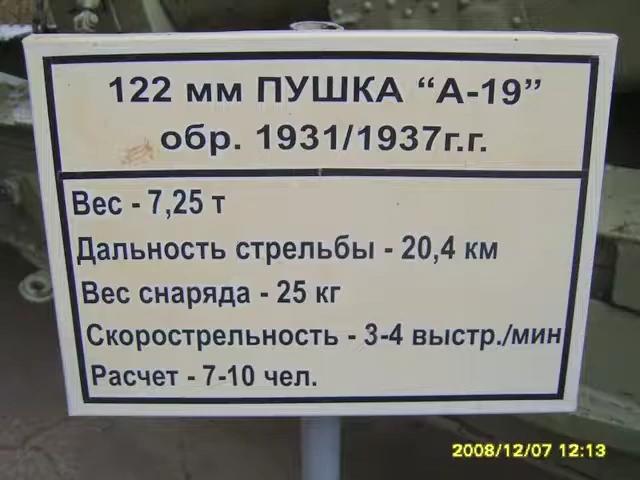 122 мм ПУШКА “А-19”
обр. 1931/1937г.г.
Вес - 7,25 т
Дальность стрельбы - 20,4 км
Вес снаряда - 25 кг
Скорострельность - 3-4 выстр./мин
Расчет - 7-10 чел.
2008/12/07 12:13